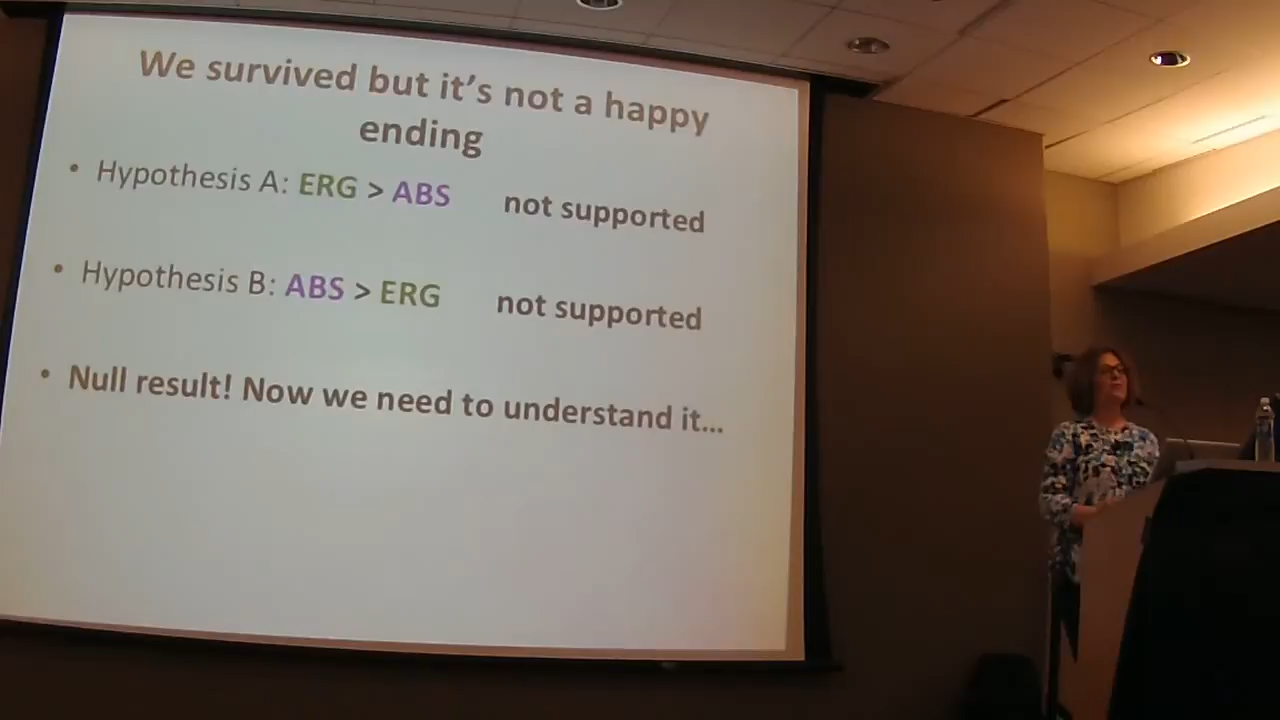 We survived but it's not a happy
ending
• Hypothesis A: ERG > ABS not supported
• Hypothesis B: ABS > ERG not supported
• Null result! Now we need to understand it...